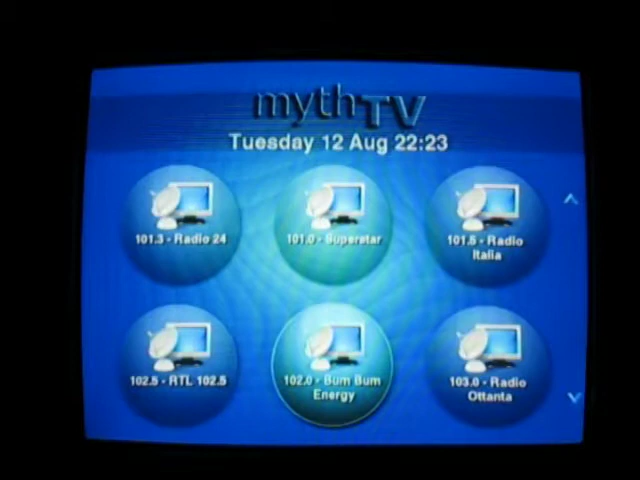 mythTV
Tuesday 12 Aug 22:23
101.3 - Radio 24
101.0 - Superstar
101.5 - Radio
Italia
102.5 - RTL 102.5
102.0 - Bum Bum
Energy
103.0 - Radio
Ottanta